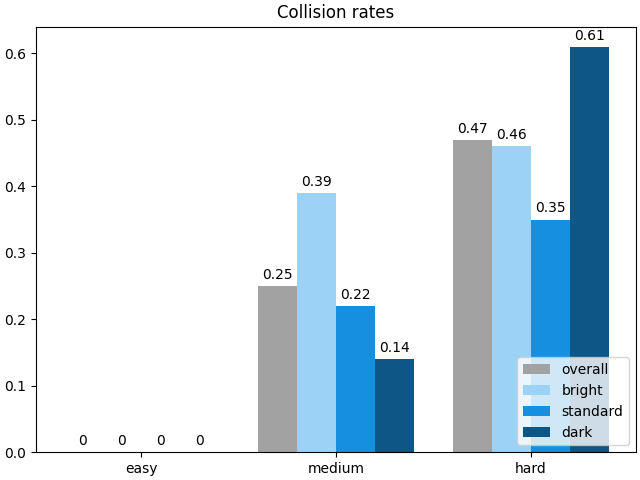 Collision rates
0.6
0.5
0.4
0.3
0.2
0.1
0.0
0 0 0 0
0.25 0.39 0.22 0.14
0.47 0.46 0.35 0.61
easy medium hard
overall
bright
standard
dark